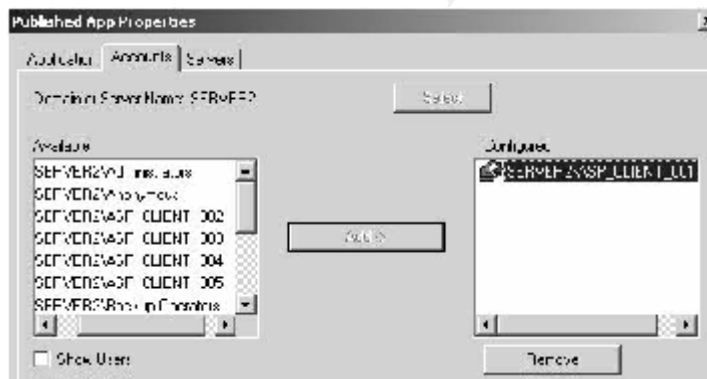 Published App Properties
Application Accounts Servers
Domain or Server Name: SERVER2 Select
Available Configured
SERVER2\Administrators SERVER2\ASP_CLIENT_001
SERVER2\Anonymous
SERVER2\ASP_CLIENT_002
SERVER2\ASP_CLIENT_003
Add ->
SERVER2\ASP_CLIENT_004
SERVER2\ASP_CLIENT_005
SERVER2\Backup Operators
Show Users Remove